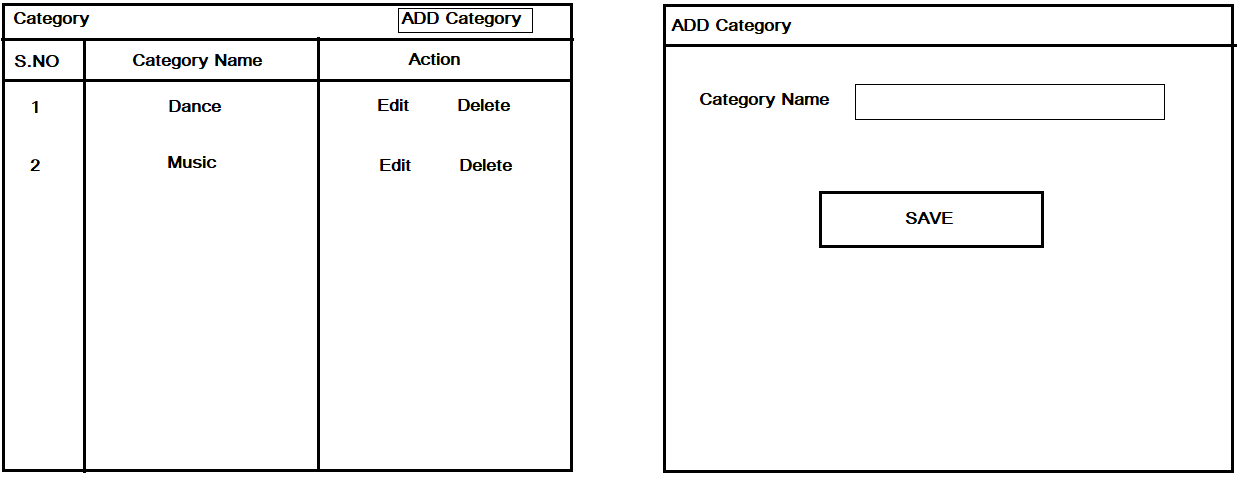 Category ADD Category
S.NO Category Name Action
1 Dance Edit Delete
2 Music Edit Delete
ADD Category
Category Name
SAVE